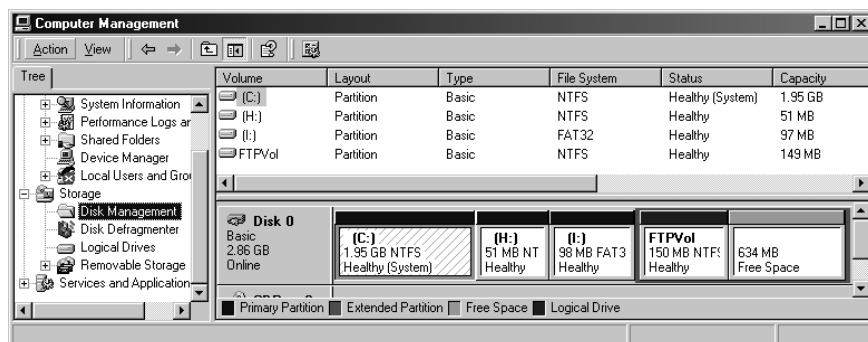 Computer Management
Action View
Tree
System Information
Performance Logs ar
Shared Folders
Device Manager
Local Users and Grou
Storage
Disk Management
Disk Defragmenter
Logical Drives
Removable Storage
Services and Application
Volume Layout Type File System Status Capacity
(C:) Partition Basic NTFS Healthy (System) 1.95 GB
(H:) Partition Basic NTFS Healthy 51 MB
(I:) Partition Basic FAT32 Healthy 97 MB
FTPVol Partition Basic NTFS Healthy 149 MB
Disk 0
Basic
2.86 GB
Online
(C:)
1.95 GB NTFS
Healthy (System)
(H:)
51 MB NT
Healthy
(I:)
98 MB FAT3
Healthy
FTPVol
150 MB NTFS
Healthy
634 MB
Free Space
Primary Partition Extended Partition Free Space Logical Drive